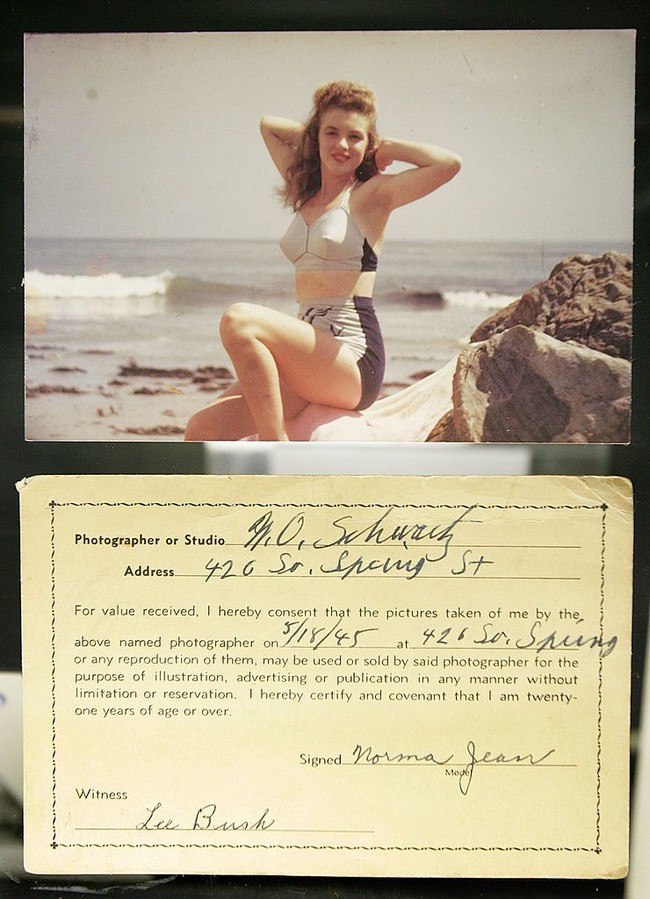 Photographer or Studio W.O. Schwartz
Address 426 So. Spring St
For value received, I hereby consent that the pictures taken of me by the
above named photographer on 5/18/45 at 426 So. Spring
or any reproduction of them, may be used or sold by said photographer for the
purpose of illustration, advertising or publication in any manner without
limitation or reservation. I hereby certify and covenant that I am twenty-
one years of age or over.
Signed Norma Jean
Model
Witness
Lee Bush